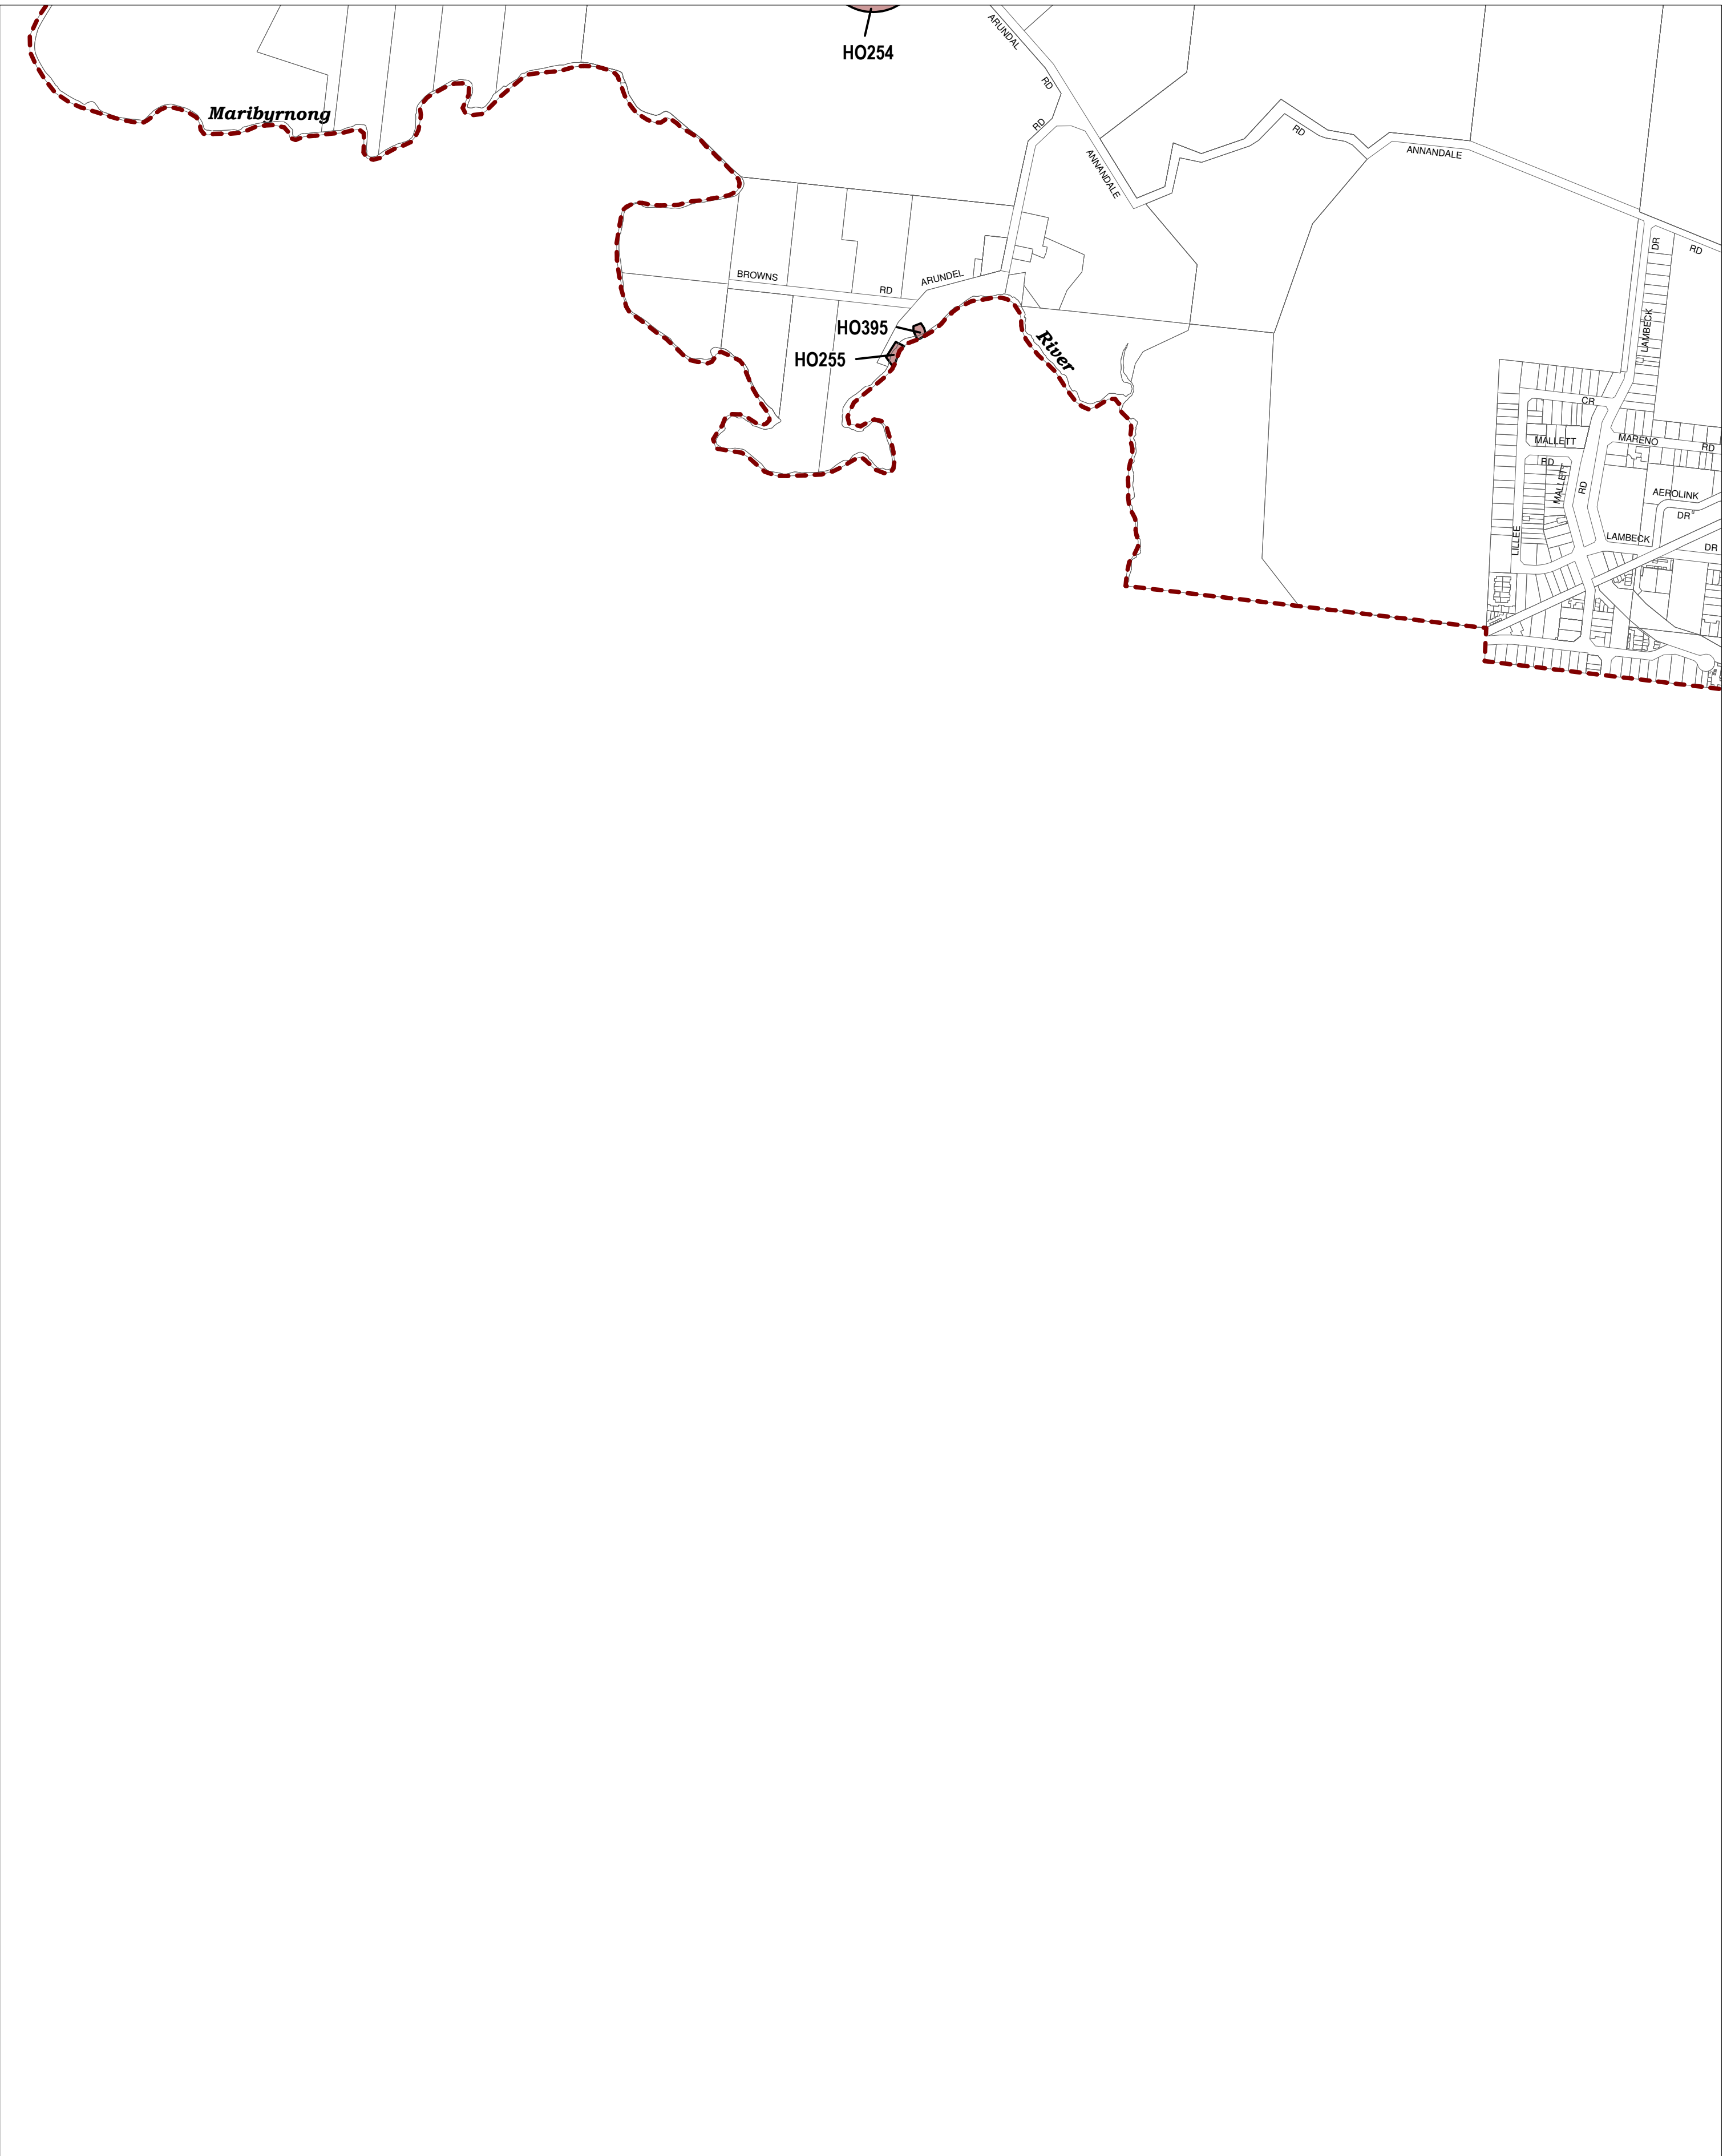 ARUNDAL
HO254
RD
Maribyrnong
RD
RD
ANNANDALE
ANNANDALE
DR
RD
BROWNS
RD
ARUNDEL
HO395
HO255
River
LAMBECK
CR
MALLETT
MARENO
RD
RD
MALLETT
RD
AEROLINK
DR
LILLEE
LAMBECK
DR